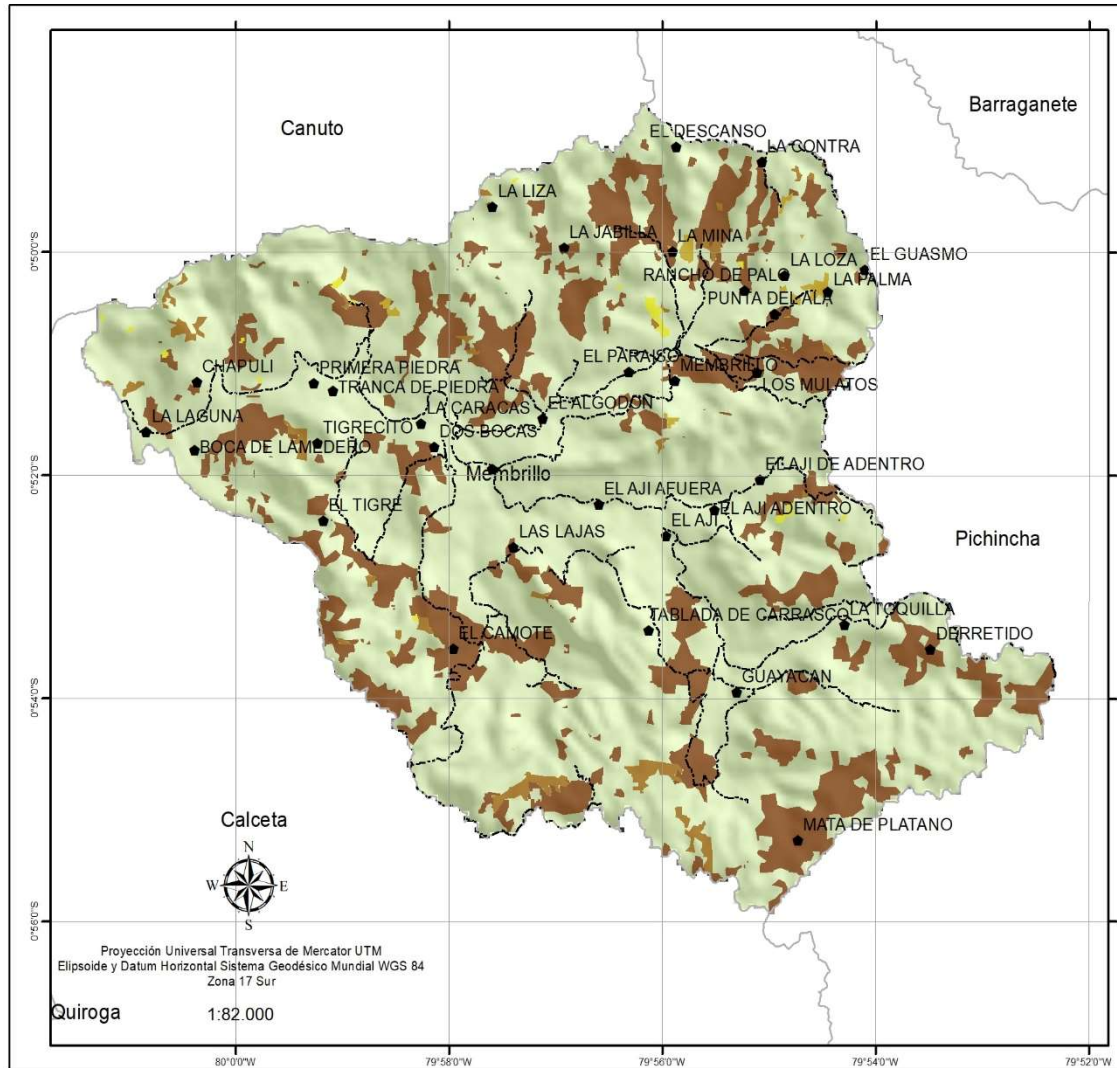 Barraganete
Canuto
EL DESCANSO
LA CONTRA
LA LIZA
LA JABILLA
LA MINA
LA LOZA
EL GUASMO
RANCHO DE PALO
LA PALMA
PUNTA DEL ALA
0°50'0"S
EL PARAISO
MEMBRILLO
CHAPULI
PRIMERA PIEDRA
TRANCA DE PIEDRA
LOS MULATOS
LA CARACAS
EL ALGODON
LA LAGUNA
TIGRECITO
DOS BOCAS
BOCA DE LAMEDERO
Membrillo
EL AJI DE ADENTRO
0°52'0"S
EL AJI AFUERA
EL TIGRE
EL AJI ADENTRO
EL AJI
LAS LAJAS
Pichincha
TABLADA DE CARRASCO
LA TOQUILLA
EL CAMOTE
DERRETIDO
GUAYACAN
0°54'0"S
Calceta
MATA DE PLATANO
N
W
E
S
0°56'0"S
Proyección Universal Transversa de Mercator UTM
Elipsoide y Datum Horizontal Sistema Geodésico Mundial WGS 84
Zona 17 Sur
Quiroga
1:82.000
80°0'0"W
79°58'0"W
79°56'0"W
79°54'0"W
79°52'0"W